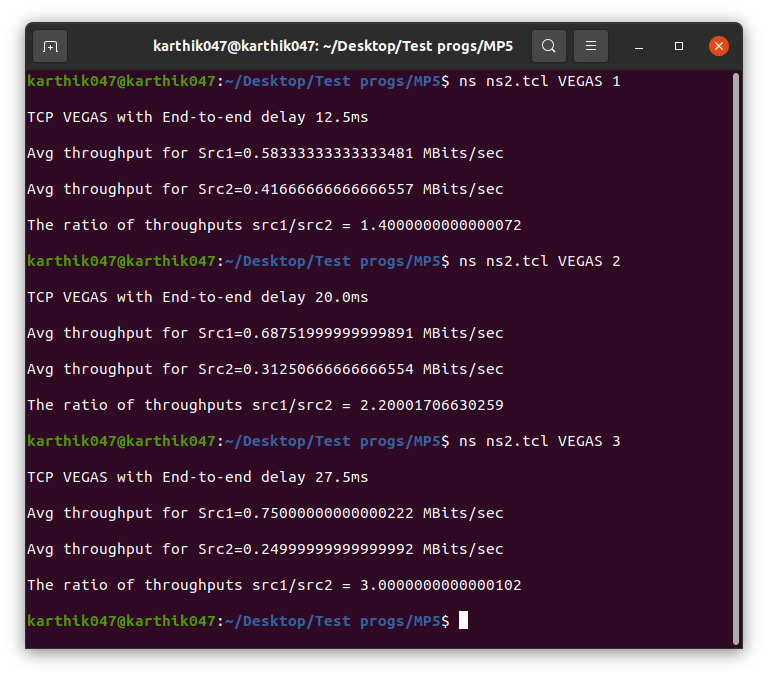 karthik047@karthik047: ~/Desktop/Test progs/MP5
karthik047@karthik047:~/Desktop/Test progs/MP5$ ns ns2.tcl VEGAS 1
TCP VEGAS with End-to-end delay 12.5ms
Avg throughput for Src1=0.58333333333333481 MBits/sec
Avg throughput for Src2=0.41666666666666557 MBits/sec
The ratio of throughputs src1/src2 = 1.4000000000000072
karthik047@karthik047:~/Desktop/Test progs/MP5$ ns ns2.tcl VEGAS 2
TCP VEGAS with End-to-end delay 20.0ms
Avg throughput for Src1=0.68751999999999891 MBits/sec
Avg throughput for Src2=0.31250666666666554 MBits/sec
The ratio of throughputs src1/src2 = 2.20001706630259
karthik047@karthik047:~/Desktop/Test progs/MP5$ ns ns2.tcl VEGAS 3
TCP VEGAS with End-to-end delay 27.5ms
Avg throughput for Src1=0.75000000000000222 MBits/sec
Avg throughput for Src2=0.24999999999999992 MBits/sec
The ratio of throughputs src1/src2 = 3.0000000000000102
karthik047@karthik047:~/Desktop/Test progs/MP5$